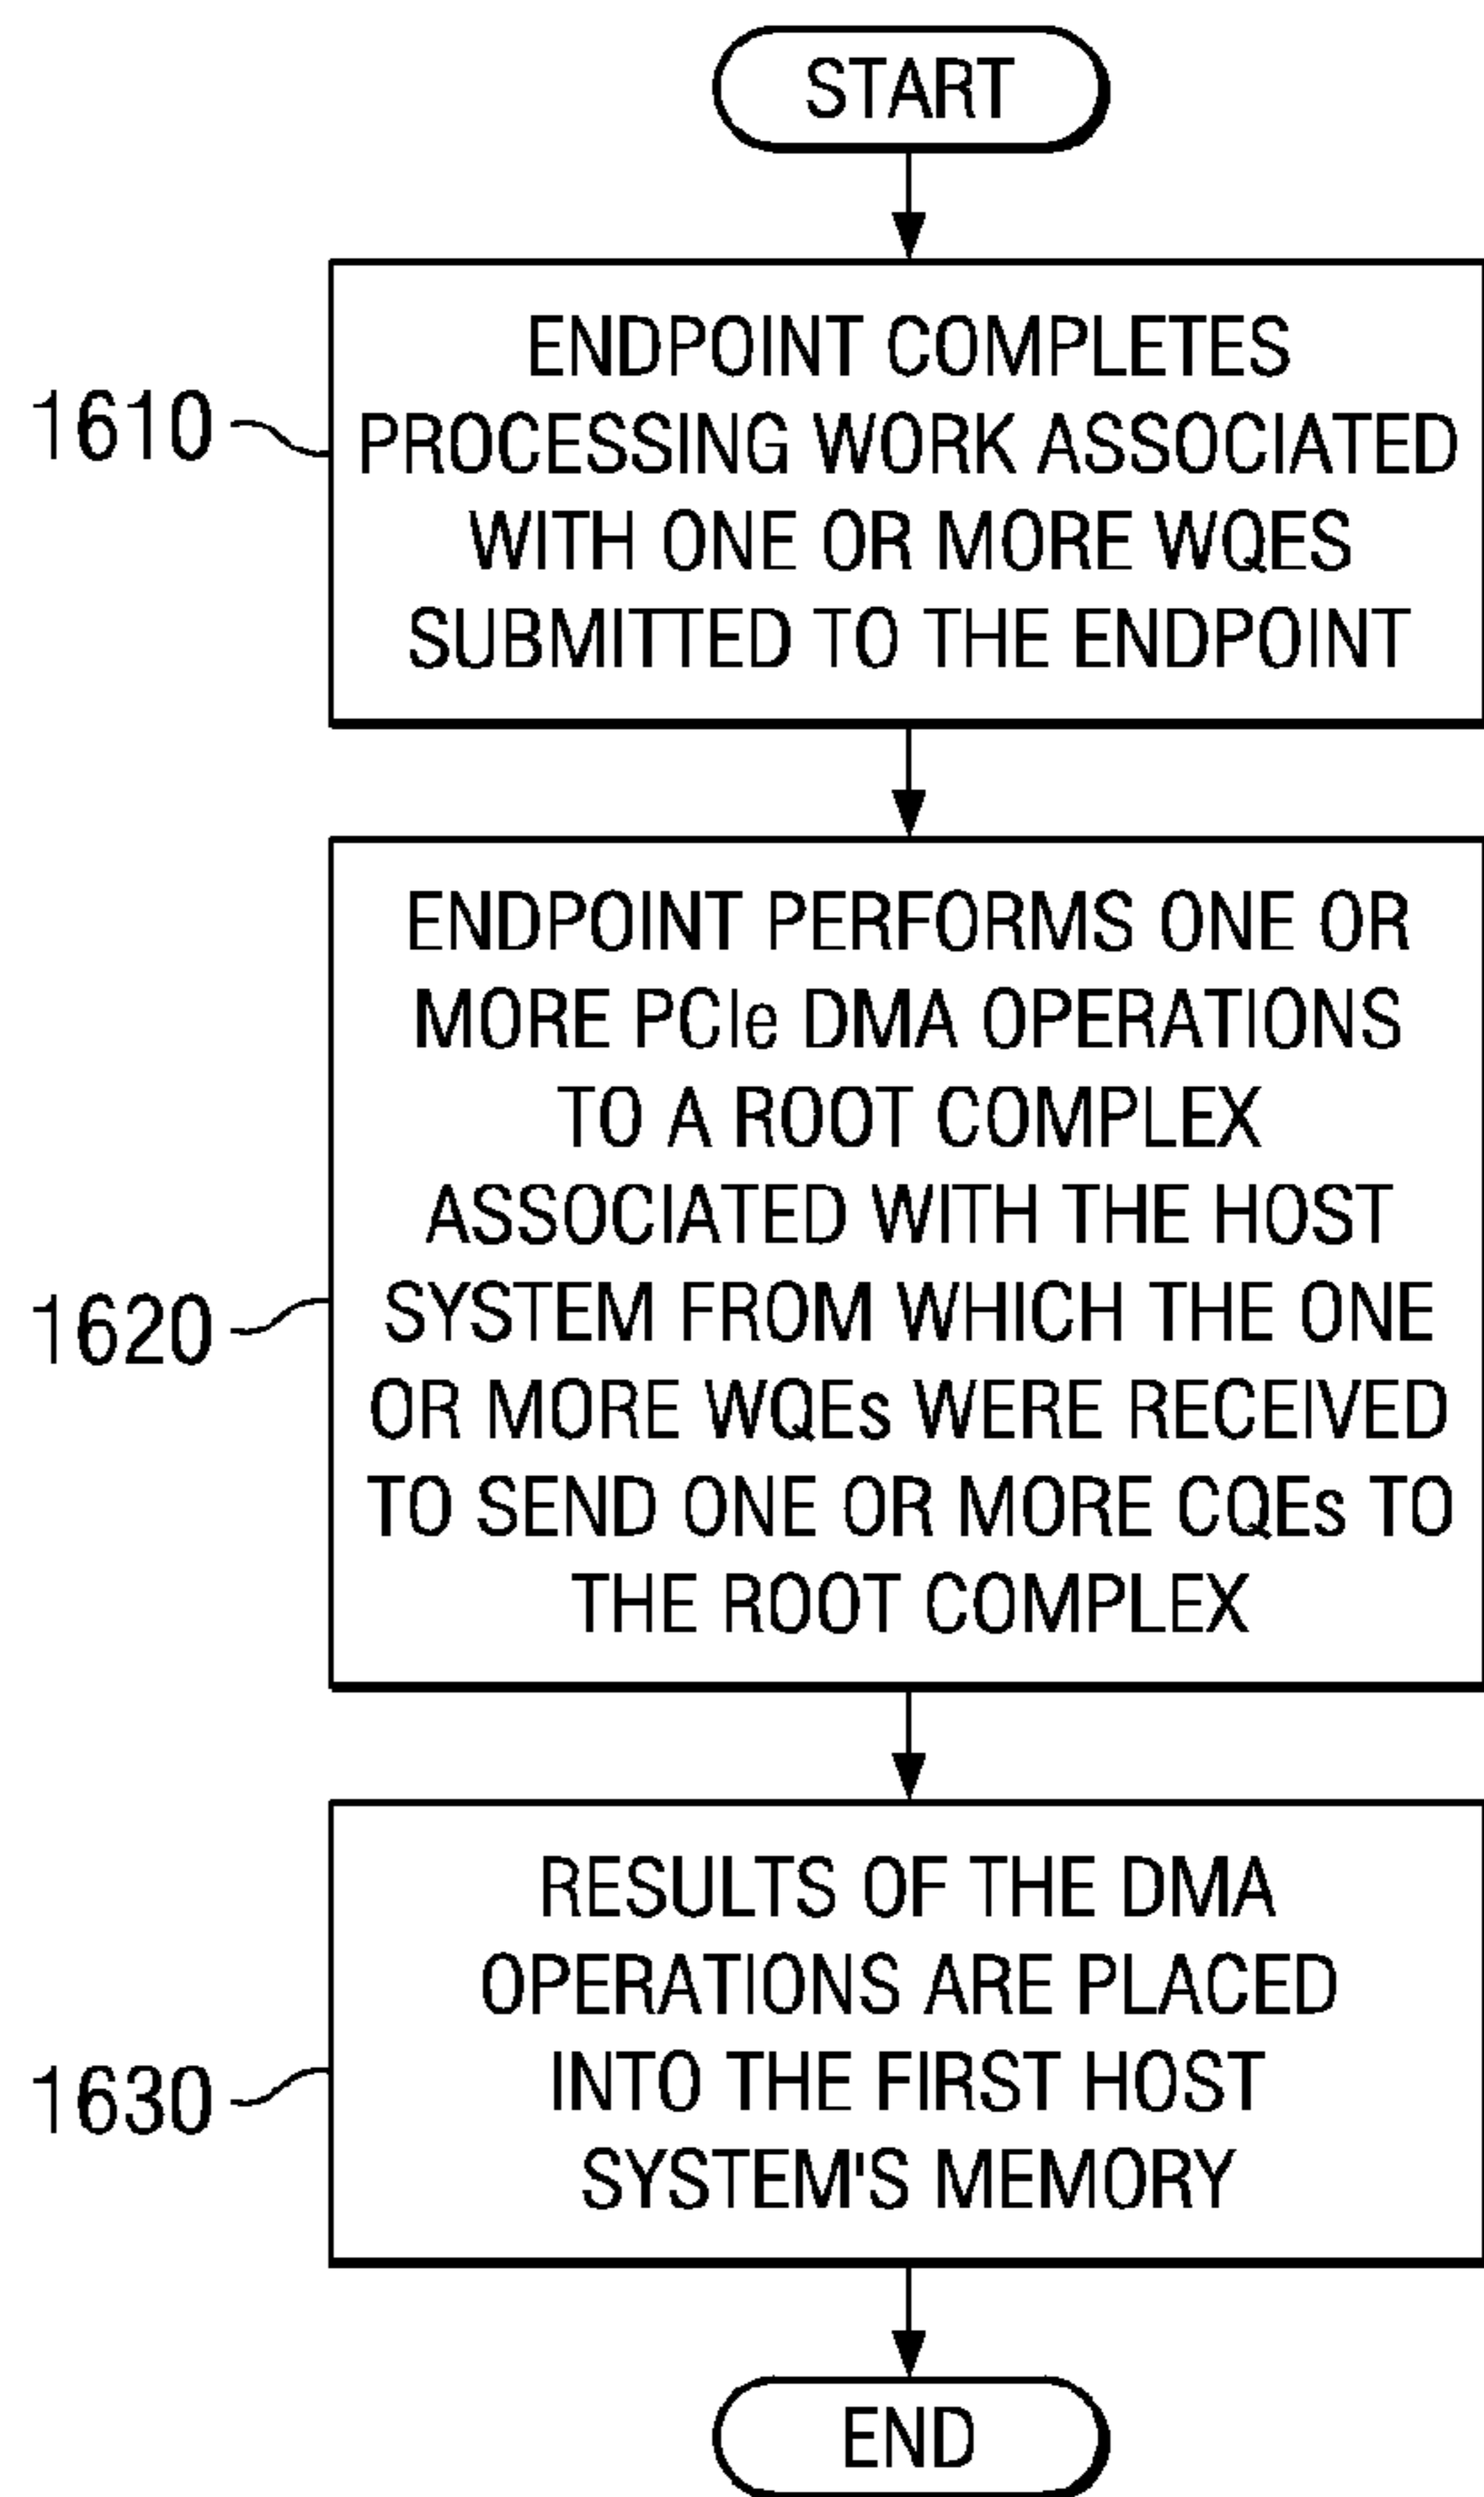 START
ENDPOINT COMPLETES
PROCESSING WORK ASSOCIATED
WITH ONE OR MORE WQES
SUBMITTED TO THE ENDPOINT
1610
ENDPOINT PERFORMS ONE OR
MORE PCIe DMA OPERATIONS
TO A ROOT COMPLEX
ASSOCIATED WITH THE HOST
SYSTEM FROM WHICH THE ONE
OR MORE WQEs WERE RECEIVED
TO SEND ONE OR MORE CQEs TO
THE ROOT COMPLEX
1620
RESULTS OF THE DMA
OPERATIONS ARE PLACED
INTO THE FIRST HOST
SYSTEM'S MEMORY
1630
END